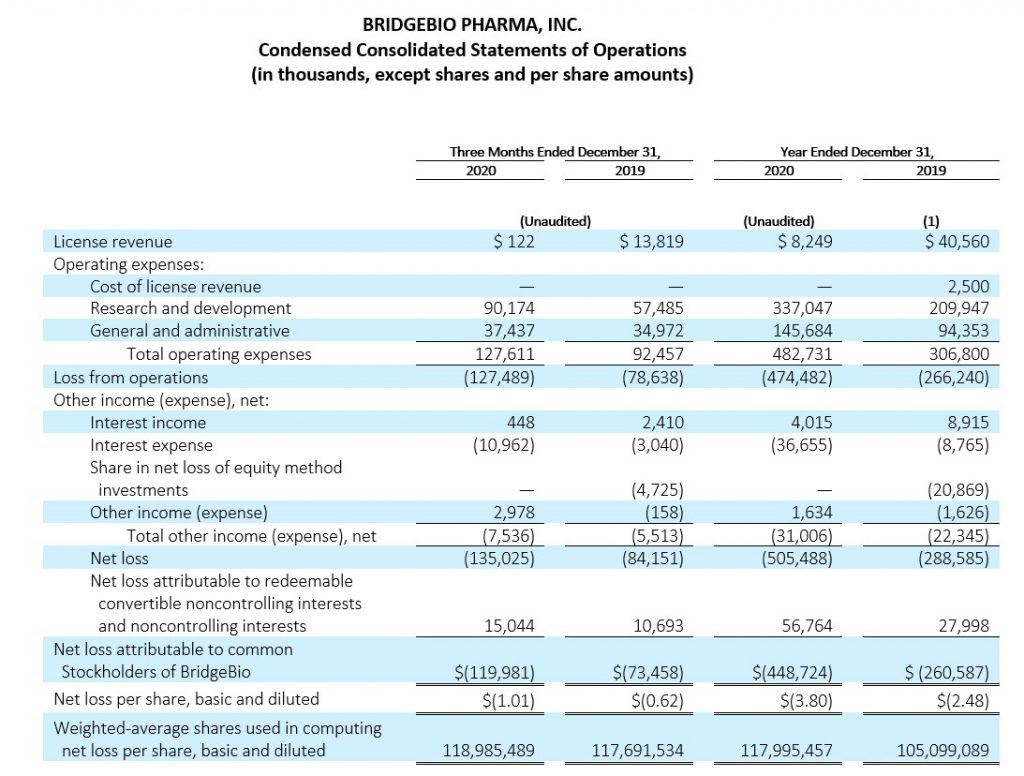 BRIDGEBIO PHARMA, INC.
Condensed Consolidated Statements of Operations
(in thousands, except shares and per share amounts)
Three Months Ended December 31, Year Ended December 31,
2020 2019 2020 2019
(Unaudited) (Unaudited) (1)
License revenue $ 122 $ 13,819 $ 8,249 $ 40,560
Operating expenses:
Cost of license revenue — — — 2,500
Research and development 90,174 57,485 337,047 209,947
General and administrative 37,437 34,972 145,684 94,353
Total operating expenses 127,611 92,457 482,731 306,800
Loss from operations (127,489) (78,638) (474,482) (266,240)
Other income (expense), net:
Interest income 448 2,410 4,015 8,915
Interest expense (10,962) (3,040) (36,655) (8,765)
Share in net loss of equity method
investments — (4,725) — (20,869)
Other income (expense) 2,978 (158) 1,634 (1,626)
Total other income (expense), net (7,536) (5,513) (31,006) (22,345)
Net loss (135,025) (84,151) (505,488) (288,585)
Net loss attributable to redeemable
convertible noncontrolling interests
and noncontrolling interests 15,044 10,693 56,764 27,998
Net loss attributable to common
Stockholders of BridgeBio $(119,981) $(73,458) $(448,724) $ (260,587)
Net loss per share, basic and diluted $(1.01) $(0.62) $(3.80) $(2.48)
Weighted-average shares used in computing
net loss per share, basic and diluted 118,985,489 117,691,534 117,995,457 105,099,089